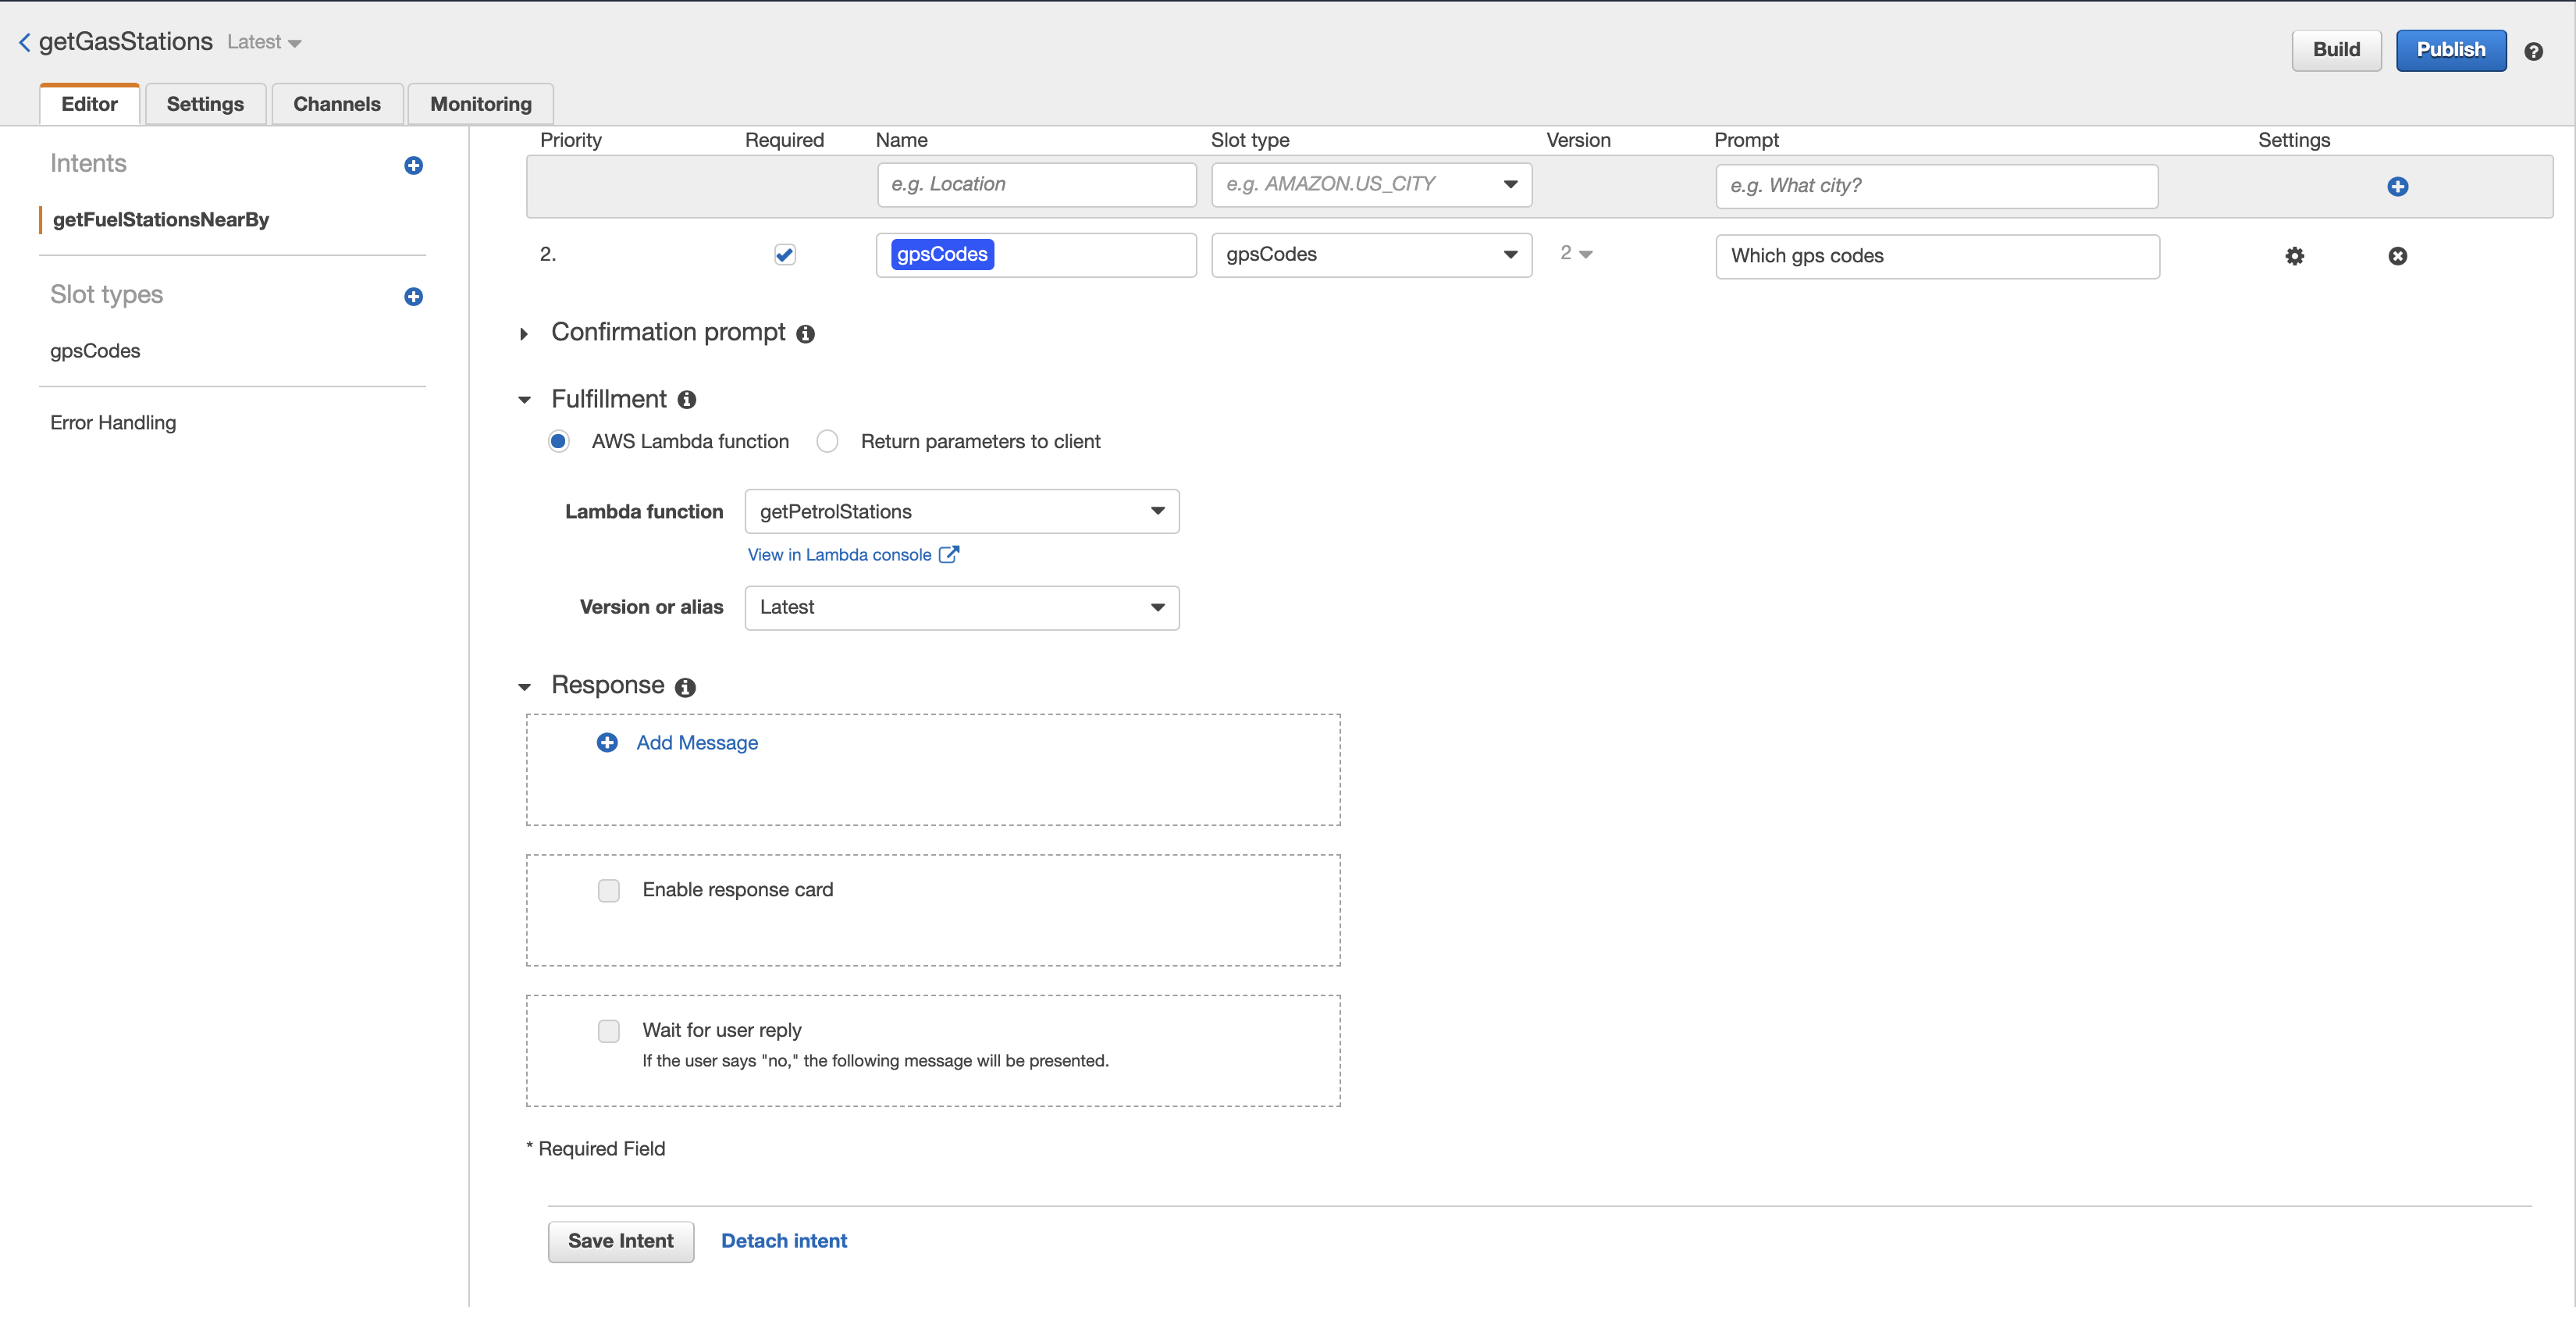 getGasStations Latest
Build Publish
Editor Settings Channels Monitoring
Intents
getFuelStationsNearBy
Slot types
gpsCodes
Error Handling
Priority Required Name Slot type Version Prompt Settings
e.g. Location e.g. AMAZON.US_CITY e.g. What city?
2. gpsCodes gpsCodes 2 Which gps codes
Confirmation prompt
Fulfillment
AWS Lambda function Return parameters to client
Lambda function getPetrolStations
View in Lambda console
Version or alias Latest
Response
Add Message
Enable response card
Wait for user reply
If the user says "no," the following message will be presented.
* Required Field
Save Intent Detach intent